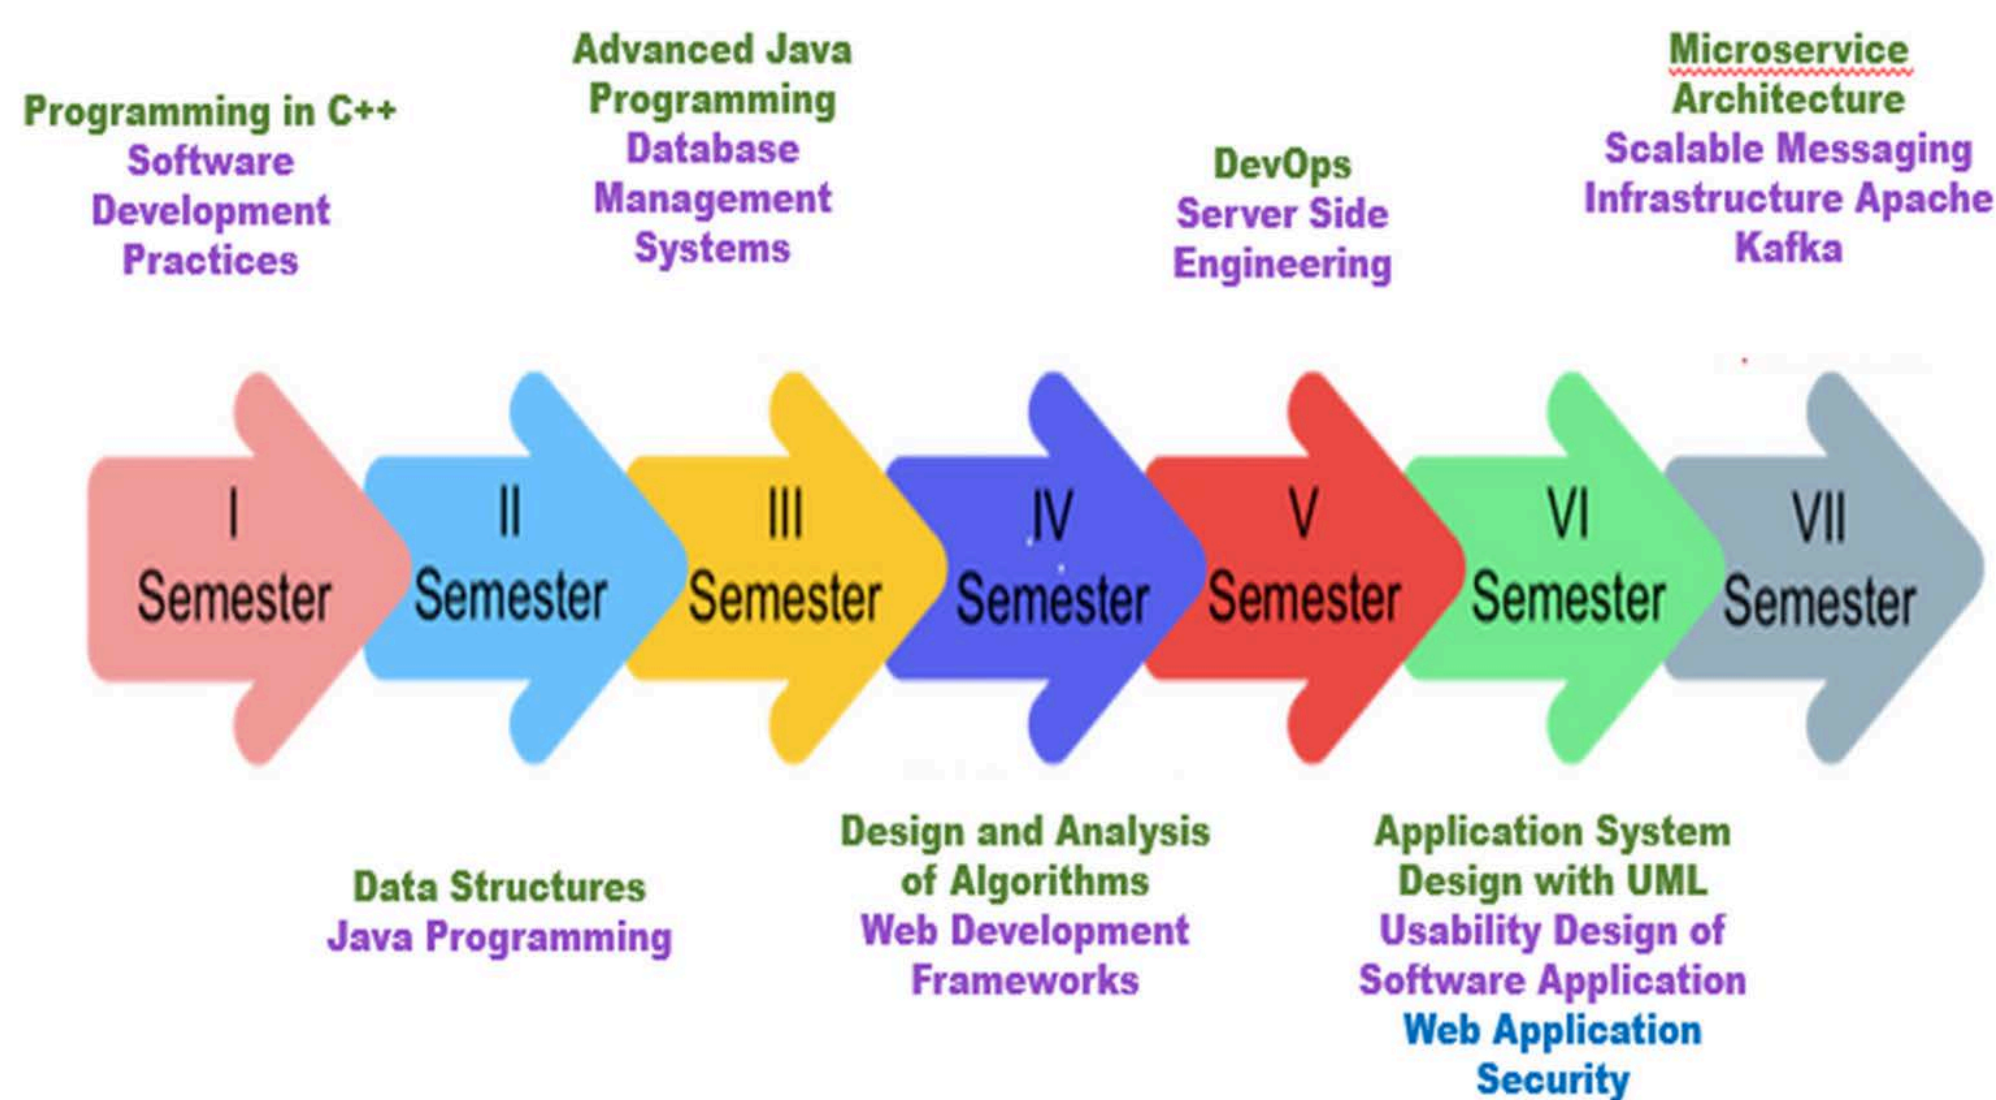 Programming in C++
Software
Development
Practices
Advanced Java
Programming
Database
Management
Systems
DevOps
Server Side
Engineering
Microservice
Architecture
Scalable Messaging
Infrastructure Apache
Kafka
I
Semester
II
Semester
III
Semester
IV
Semester
V
Semester
VI
Semester
VII
Semester
Data Structures
Java Programming
Design and Analysis
of Algorithms
Web Development
Frameworks
Application System
Design with UML
Usability Design of
Software Application
Web Application
Security